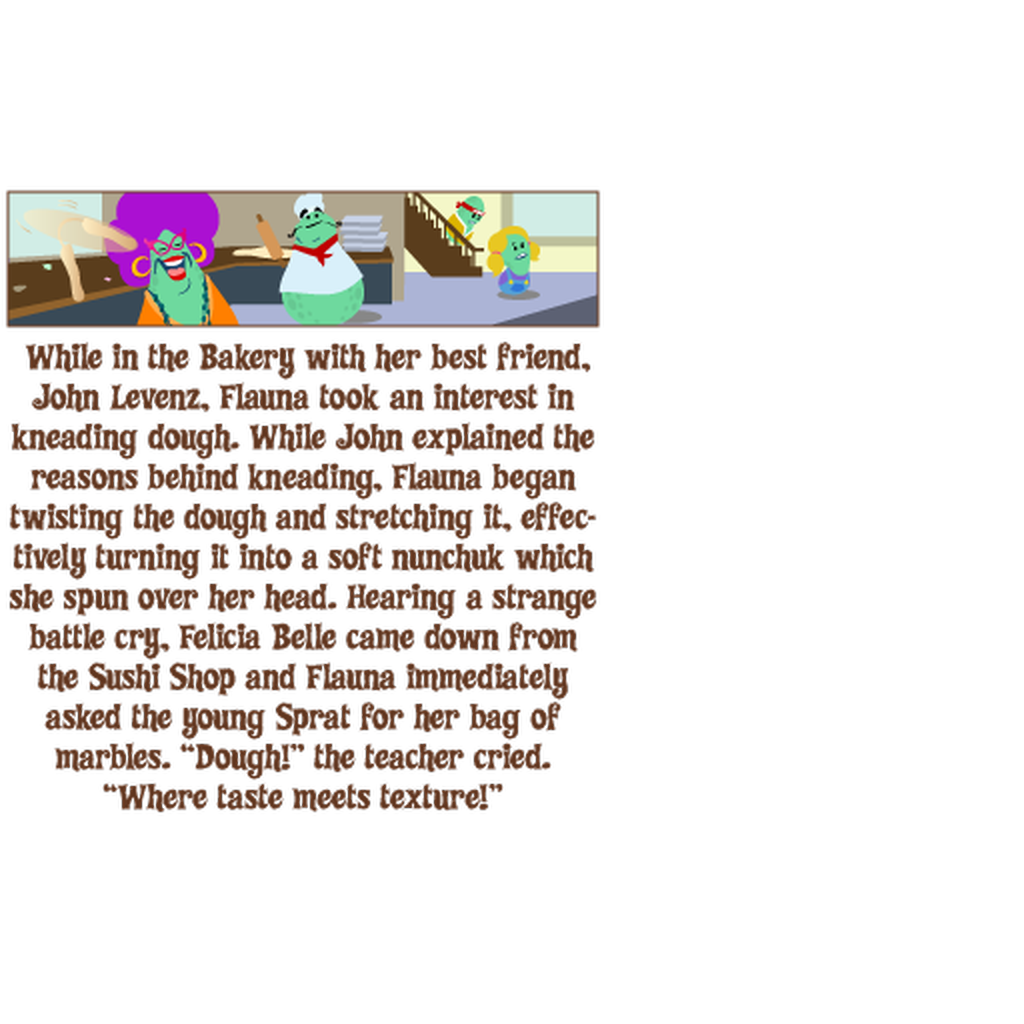 While in the Bakery with her best friend,
John Levenz, Flauna took an interest in
kneading dough. While John explained the
reasons behind kneading, Flauna began
twisting the dough and stretching it, effec-
tively turning it into a soft nunchuk which
she spun over her head. Hearing a strange
battle cry, Felicia Belle came down from
the Sushi Shop and Flauna immediately
asked the young Sprat for her bag of
marbles. “Dough!” the teacher cried.
“Where taste meets texture!”